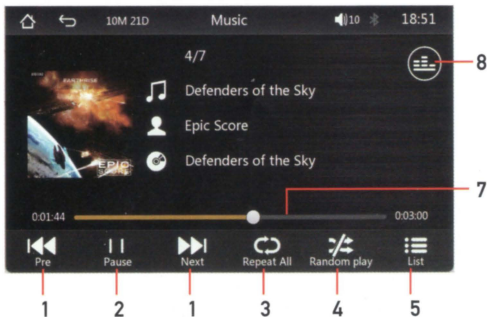 10M 21D Music 10 18:51
4/7
8
Defenders of the Sky
Epic Score
EPIC
Defenders of the Sky
7
0:01:44 0:03:00
Pre Pause Next Repeat All Random play List
1 2 1 3 4 5